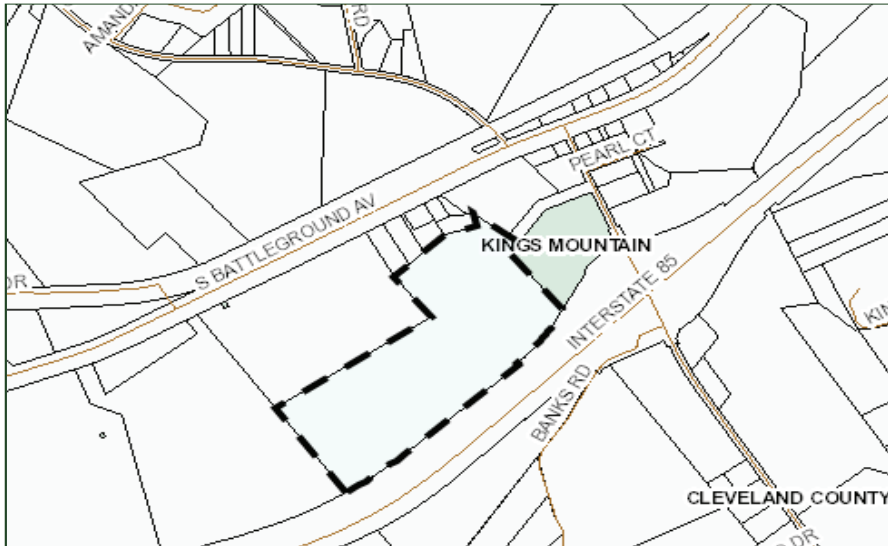 AMAND
RD
PEARL CT
S BATTLEGROUND AV
KINGS MOUNTAIN
DR
INTERSTATE 85
KIN
BANKS RD
CLEVELAND COUNTY
DR